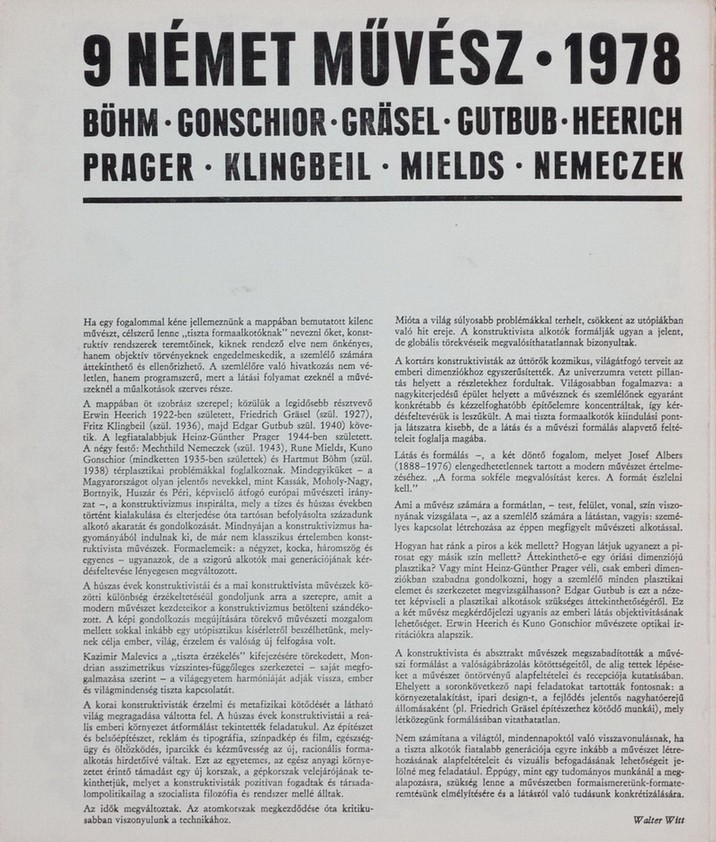 9 NÉMET MŰVÉSZ • 1978
BÖHM • GONSCHIOR • GRÄSEL • GUTBUB • HEERICH
PRAGER • KLINGBEIL • MIELDS • NEMECZEK
Ha egy fogalommal kéne jellemeznünk a mappában bemutatott kilenc
művészt, célszerű lenne „tiszta formaalkotóknak” nevezni őket, konst-
ruktív rendszerek teremtőinek, kiknek rendező elve nem önkényes,
hanem objektív törvényeknek engedelmeskedik, a szemlélő számára
áttekinthető és ellenőrizhető. A szemlélőre való hivatkozás nem vé-
letlen, hanem programszerű, mert a látási folyamat ezeknél a művé-
szeknél a műalkotások szerves része.
A mappában öt szobrász szerepel; közülük a legidősebb résztvevő
Erwin Heerich 1922-ben született, Friedrich Gräsel (szül. 1927),
Fritz Klingbeil (szül. 1936), majd Edgar Gutbub szül. 1940)köve-
tik. A legfiatalabbjuk Heinz-Günther Prager 1944-ben született.
A négy festő: Mechthild Nemeczek (szül. 1943), Rune Mields, Kuno
Gonschior (mindketten 1935-ben születtek) és Hartmut Böhm (szül.
1938) térplasztikai problémákkal foglalkoznak. Mindegyiküket – a
Magyarországot olyan jelentős nevekkel, mint Kassák, Moholy-Nagy,
Bortnyik, Huszár és Péri, képviselő átfogó európai művészeti irány-
zat –, a konstruktivizmus inspirálta, mely a tízes és húszas években
történt kialakulása és elterjedése óta tartósan befolyásolta századunk
alkotó akaratát és gondolkozását. Mindnyájan a konstruktivizmus ha-
gyományából indulnak ki, de már nem klasszikus értelemben konst-
ruktivista művészek. Formaelemeik: a négyzet, kocka, háromszög és
egyenes – ugyanazok, de a szigorú alkotók mai generációjának kér-
désfeltevése lényegesen megváltozott.
A húszas évek konstruktivistái és a mai konstruktivista művészek kö-
zötti különbség érzékeltetéséül gondoljunk arra a szerepre, amit a
modern művészet kezdeteikor a konstruktivizmus betölteni szándéko-
zott. A képi gondolkozás megújítására törekvő művészeti mozgalom
mellett sokkal inkább egy utópisztikus kísérletről beszélhetünk, mely-
nek célja ember, világ, érzelem és valóság új felfogása volt.
Kazimir Malevics a „tiszta érzékelés” kifejezésére törekedett, Mon-
drian asszimetrikus vízszintes-függőleges szerkezetei – saját megfo-
galmazása szerint – a világegyetem harmóniáját adják vissza, ember
és világmindenség tiszta kapcsolatát.
A korai konstruktivisták érzelmi és metafizikai kötődését a látható
világ megragadása váltotta fel. A húszas évek konstruktivistái a reá-
lis emberi környezet átformálást tekintették feladatukul. Az építészet
és belsőépítészet, reklám és tipográfia, színpadkép és film, egészség-
ügy és öltözködés, iparcikk és kézművesség az új, racionális forma-
alkotás hirdetőivé váltak. Ezt az egyetemes, az egész anyagi környe-
zetet érintő támadást egy új korszak, a gépkorszak velejárójának te-
kinthetjük, melyet a konstruktivisták pozitívan fogadtak és társada-
lompolitikailag a szocialista filozófia és rendszer mellé álltak.
Az idők megváltoztak. Az atomkorszak megkezdődése óta kritiku-
sabban viszonyulunk a technikához.
Mióta a világ súlyosabb problémákkal terhelt, csökkent az utópiákban
való hit ereje. A konstruktivista alkotók formálják ugyan a jelent,
de globális törekvéseik megvalósíthatatlannak bizonyultak.
A kortárs konstruktivisták az úttörők kozmikus, világátfogó terveit az
emberi dimenziókhoz egyszerűsítették. Az univerzumra vetett pillan-
tás helyett a részletekhez fordultak. Világosabban fogalmazva: a
nagykiterjedésű épület helyett a művésznek és szemlélőnek egyaránt
konkrétabb és kézzelfoghatóbb építőelemre koncentráltak, így kér-
désfeltevésük is leszűkült. A mai tiszta formaalkotók kiindulási pont-
ja látszatra kisebb, de a látás és a művészi formálás alapvető felté-
teleit foglalja magába.
Látás és formálás –, a két döntő fogalom, melyet Josef Albers
(1888–1976) elengedhetetlennek tartott a modern művészet értelme-
zéséhez. „A forma sokféle megvalósítást keres. A formát észlelni
kell.”
Ami a művész számára a formátlan, – test, felület, vonal, szín viszo-
nyának vizsgálata –, az a szemlélő számára a látástan, vagyis: szemé-
lyes kapcsolat létrehozása az éppen megfigyelt művészeti alkotással.
Hogyan hat ránk a piros a kék mellett? Hogyan látjuk ugyanezt a pi-
rosat egy másik szín mellett? Áttekinthető-e egy óriási dimenziójú
plasztika? Vagy mint Heinz-Günther Prager véli, csak emberi dimen-
ziókban szabadna gondolkozni, hogy a szemlélő minden plasztikai
elemet és szerkezetet megvizsgálhasson? Edgar Gutbub is ezt a néze-
tet képviseli a plasztikai alkotások szükséges áttekinthetőségéről. Ez
a két művész megkérdőjelezi ugyanis az emberi látás objektivitásának
lehetőségét. Erwin Heerich és Kuno Gonschior művészete optikai ir-
ritációkra alapszik.
A konstruktivista és absztrakt művészek megszabadították a művé-
szi formálást a valóságábrázolás kötöttségeitől, de alig tettek lépése-
ket a művészet öntörvényű alapfeltételei és recepciója kutatásában.
Ehelyett a soronkövetkező napi feladatokat tartották fontosnak: a
környezetalakítást, ipari design-t, a fejlődés jelentős nagyhatóerejű
állomásaként (pl. Friedrich Gräsel építészethez kötődő munkái), mely
létközegünk formálásában vitathatatlan.
Nem számítana a világtól, mindennapoktól való visszavonulásnak, ha
a tiszta alkotók fiatalabb generációja egyre inkább a művészet létre-
hozásának alapfeltételeit és vizuális befogadásának lehetőségeit je-
lölné meg feladatául. Éppúgy, mint egy tudományos munkánál a meg-
alapozásra, szükség lenne a művészetben formaismeretünk-formate-
remtésünk elmélyítésére és a látásról való tudásunk konkretizálására.
Walter Witt